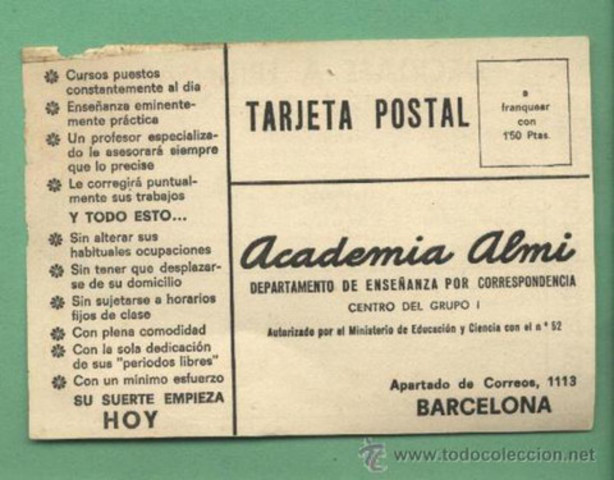 Cursos puestos
constantemente al día
Enseñanza eminente-
mente práctica
Un profesor especializa-
do le asesorará siempre
que lo precise
Le corregirá puntual-
mente sus trabajos
Y TODO ESTO...
Sin alterar sus
habituales ocupaciones
Sin tener que desplazar-
se de su domicilio
Sin sujetarse a horarios
fijos de clase
Con plena comodidad
Con la sola dedicación
de sus "periodos libres"
Con un mínimo esfuerzo
SU SUERTE EMPIEZA
HOY
TARJETA POSTAL
a
franquear
con
1'50 Ptas.
Academia Almi
DEPARTAMENTO DE ENSEÑANZA POR CORRESPONDENCIA
CENTRO DEL GRUPO I
Autorizado por el Ministerio de Educación y Ciencia con el n° 52
Apartado de Correos, 1113
BARCELONA
www.todocoleccion.net